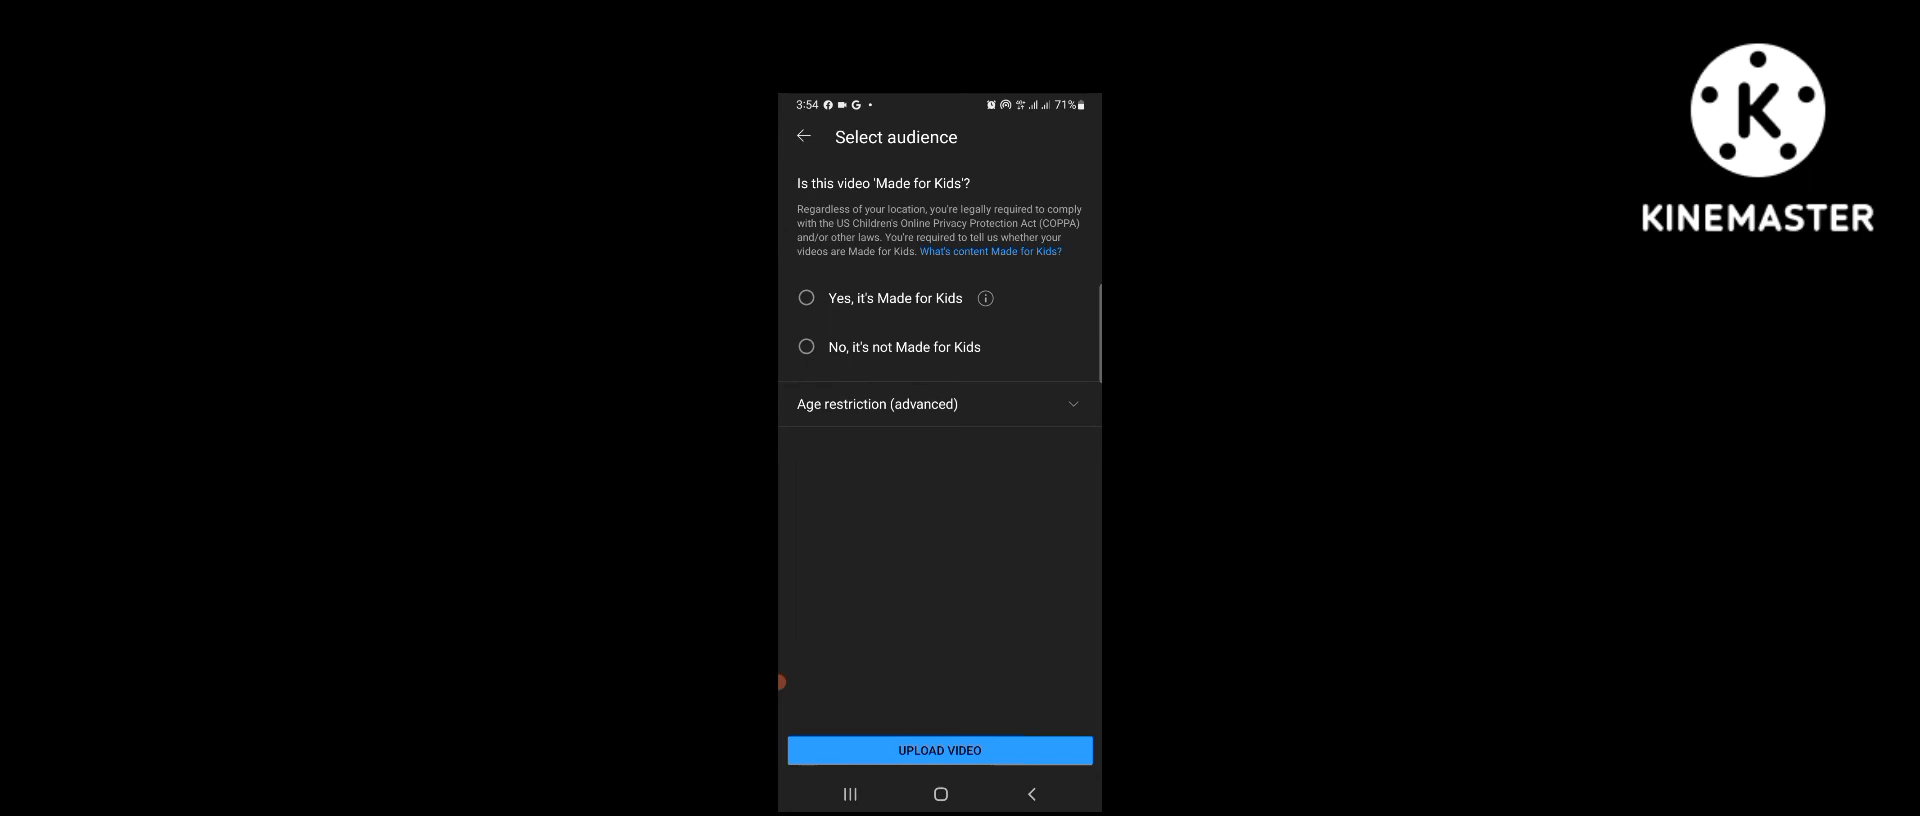 3:54
71%
Select audience
Is this video 'Made for Kids'?
Regardless of your location, you're legally required to comply
with the US Children's Online Privacy Protection Act (COPPA)
and/or other laws. You're required to tell us whether your
videos are Made for Kids. What's content Made for Kids?
Yes, it's Made for Kids
No, it's not Made for Kids
Age restriction (advanced)
UPLOAD VIDEO
K
KINEMASTER